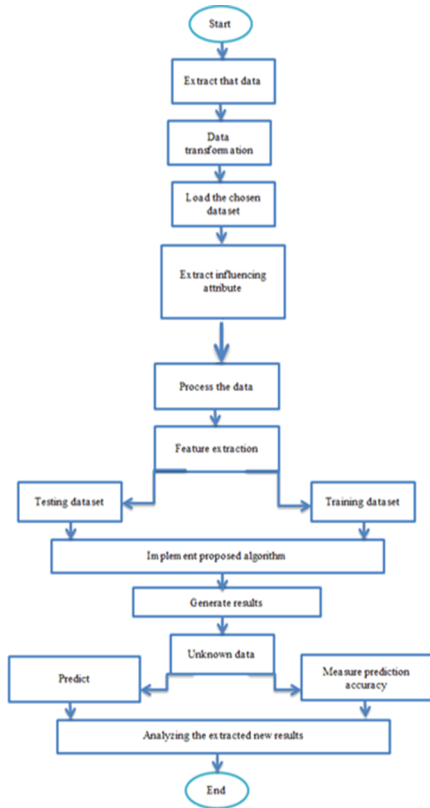 Start
Extract that data
Data
transformation
Load the chosen
dataset
Extract influencing
attribute
Process the data
Feature extraction
Testing dataset
Training dataset
Implement proposed algorithm
Generate results
Unknown data
Predict
Measure prediction
accuracy
Analyzing the extracted new results
End